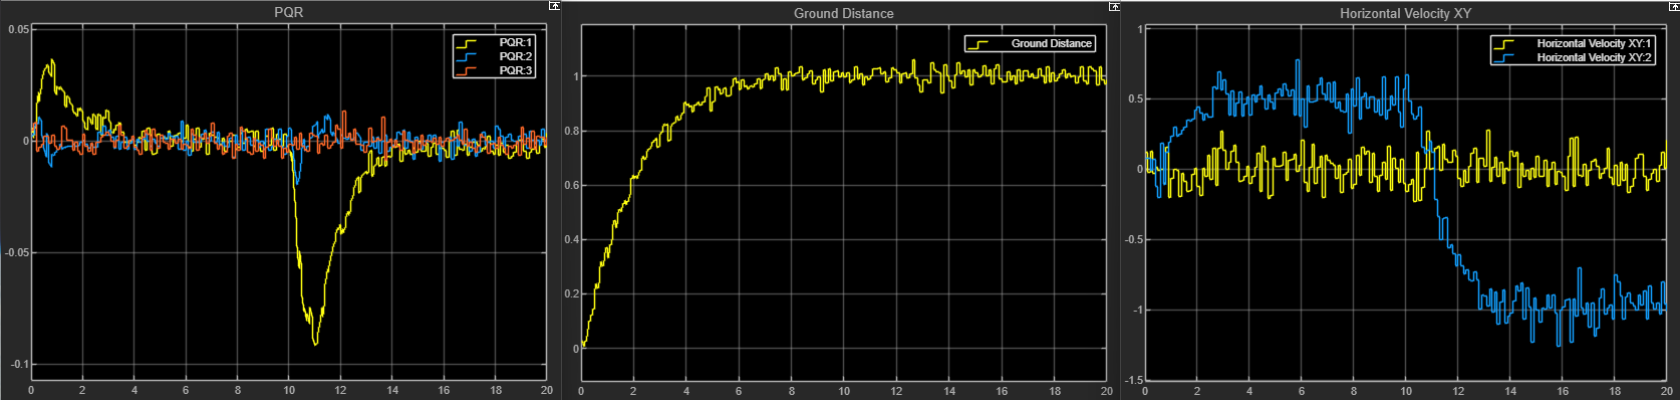 PQR
0.05
0
-0.05
-0.1
0 2 4 6 8 10 12 14 16 18 20
PQR:1
PQR:2
PQR:3
Ground Distance
1
0.8
0.6
0.4
0.2
0
0 2 4 6 8 10 12 14 16 18 20
Ground Distance
Horizontal Velocity XY
1
0.5
0
-0.5
-1
-1.5
0 2 4 6 8 10 12 14 16 18 20
Horizontal Velocity XY:1
Horizontal Velocity XY:2